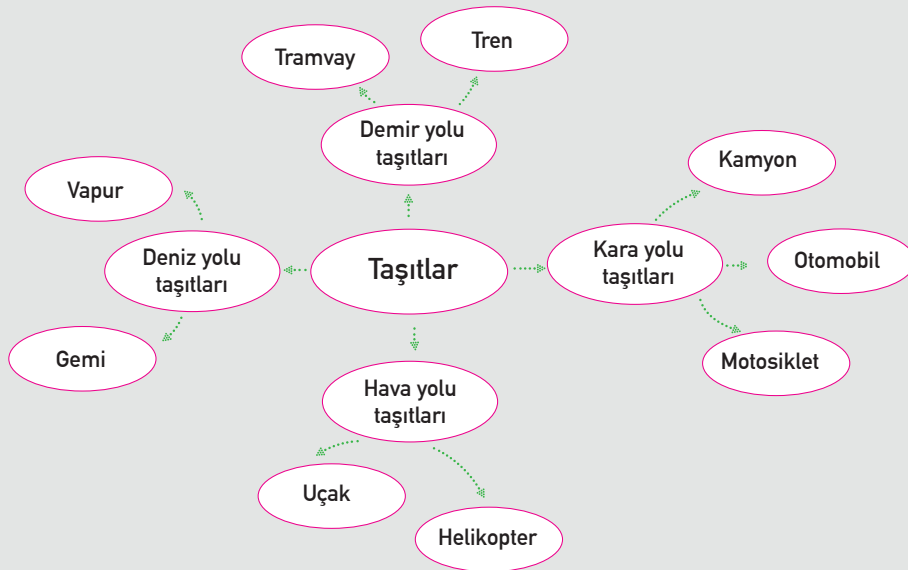 Tren
Tramvay
Demir yolu
taşıtları
Kamyon
Vapur
Deniz yolu
taşıtları
Taşıtlar
Kara yolu
taşıtları
Otomobil
Gemi
Motosiklet
Hava yolu
taşıtları
Uçak
Helikopter